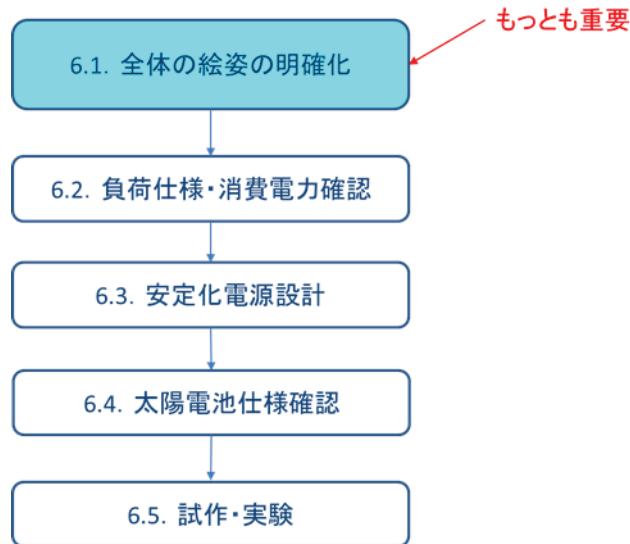 もっとも重要
6.1. 全体の絵姿の明確化
6.2. 負荷仕様・消費電力確認
6.3. 安定化電源設計
6.4. 太陽電池仕様確認
6.5. 試作・実験